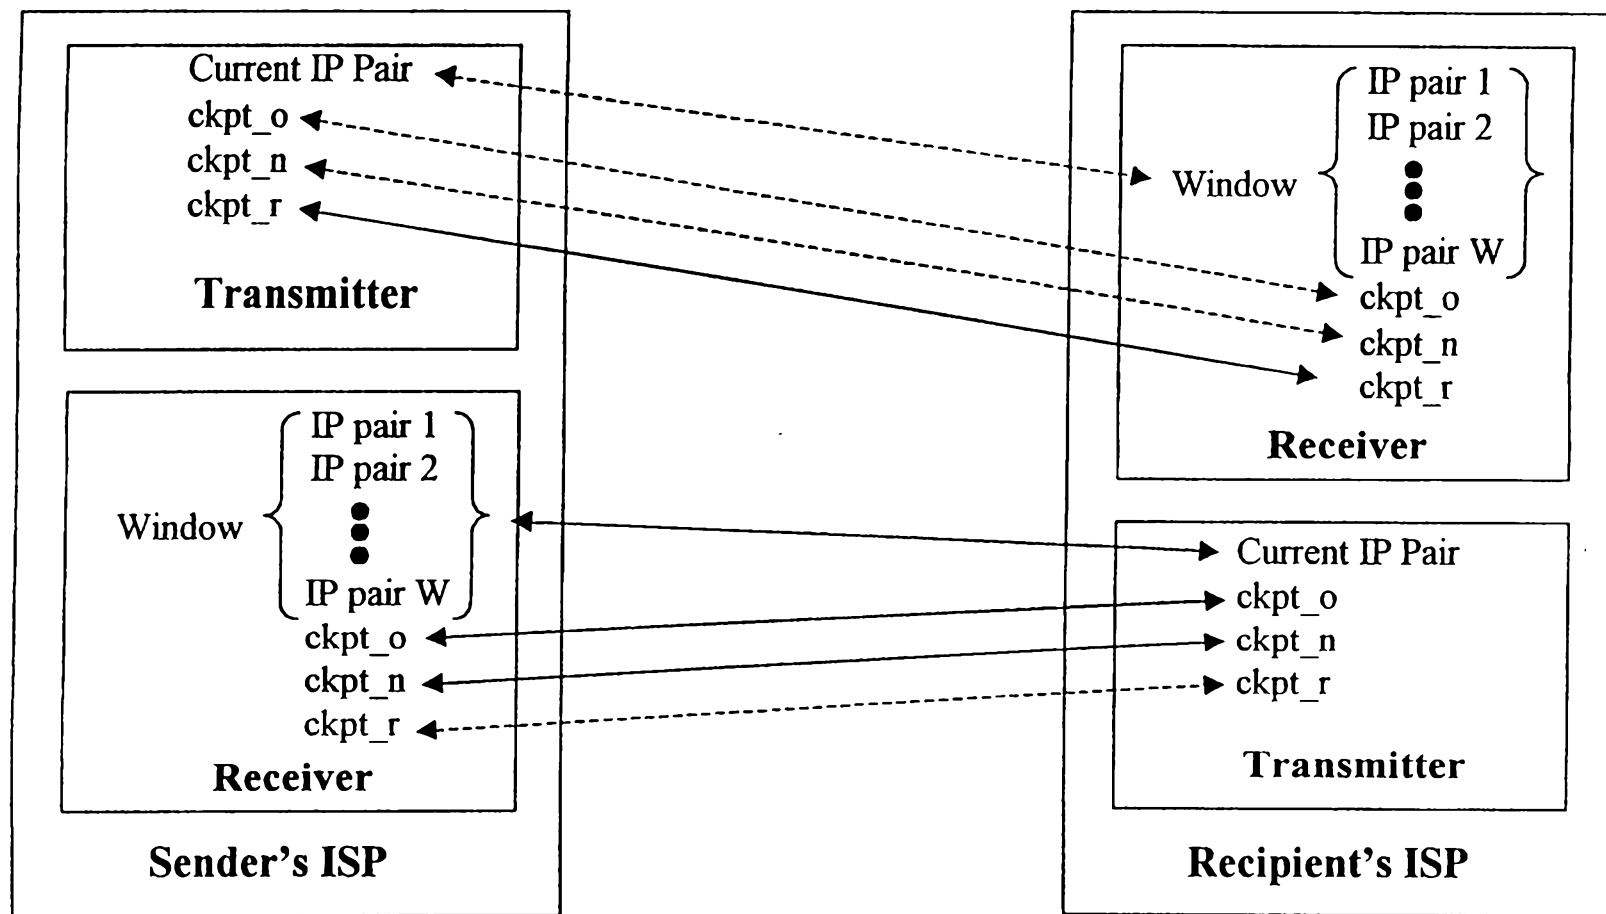 Current IP Pair
ckpt_o
ckpt_n
ckpt_r
Transmitter
Window
IP pair 1
IP pair 2
IP pair W
ckpt_o
ckpt_n
ckpt_r
Receiver
Sender's ISP
Window
IP pair 1
IP pair 2
IP pair W
ckpt_o
ckpt_n
ckpt_r
Receiver
Current IP Pair
ckpt_o
ckpt_n
ckpt_r
Transmitter
Recipient's ISP